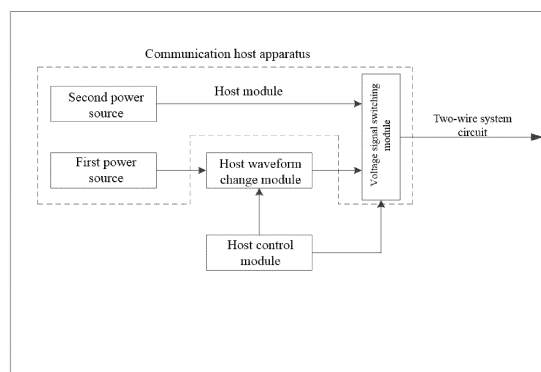 Communication host apparatus
Second power
source
Host module
Voltage signal switching
module
Two-wire system
circuit
First power
source
Host waveform
change module
Host control
module